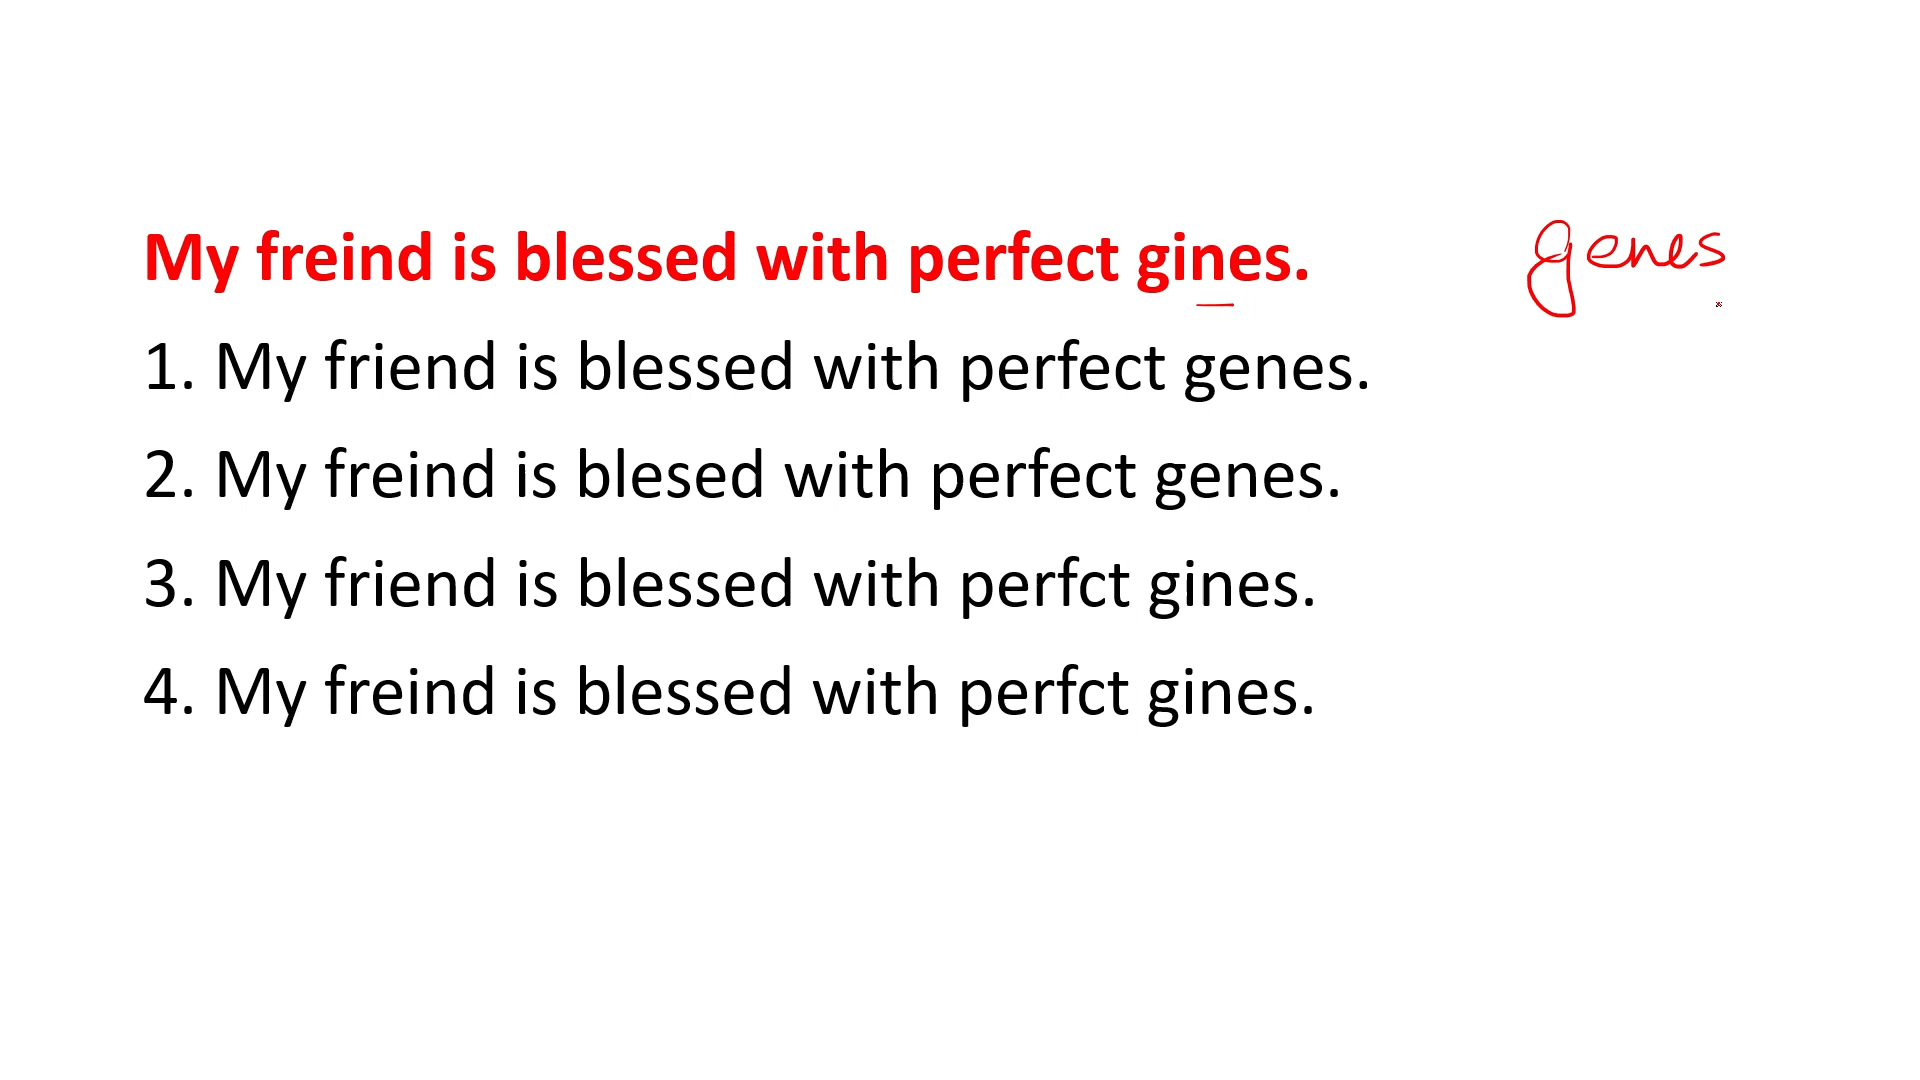 My freind is blessed with perfect gines.
genes
1. My friend is blessed with perfect genes.
2. My freind is blesed with perfect genes.
3. My friend is blessed with perfct gines.
4. My freind is blessed with perfct gines.